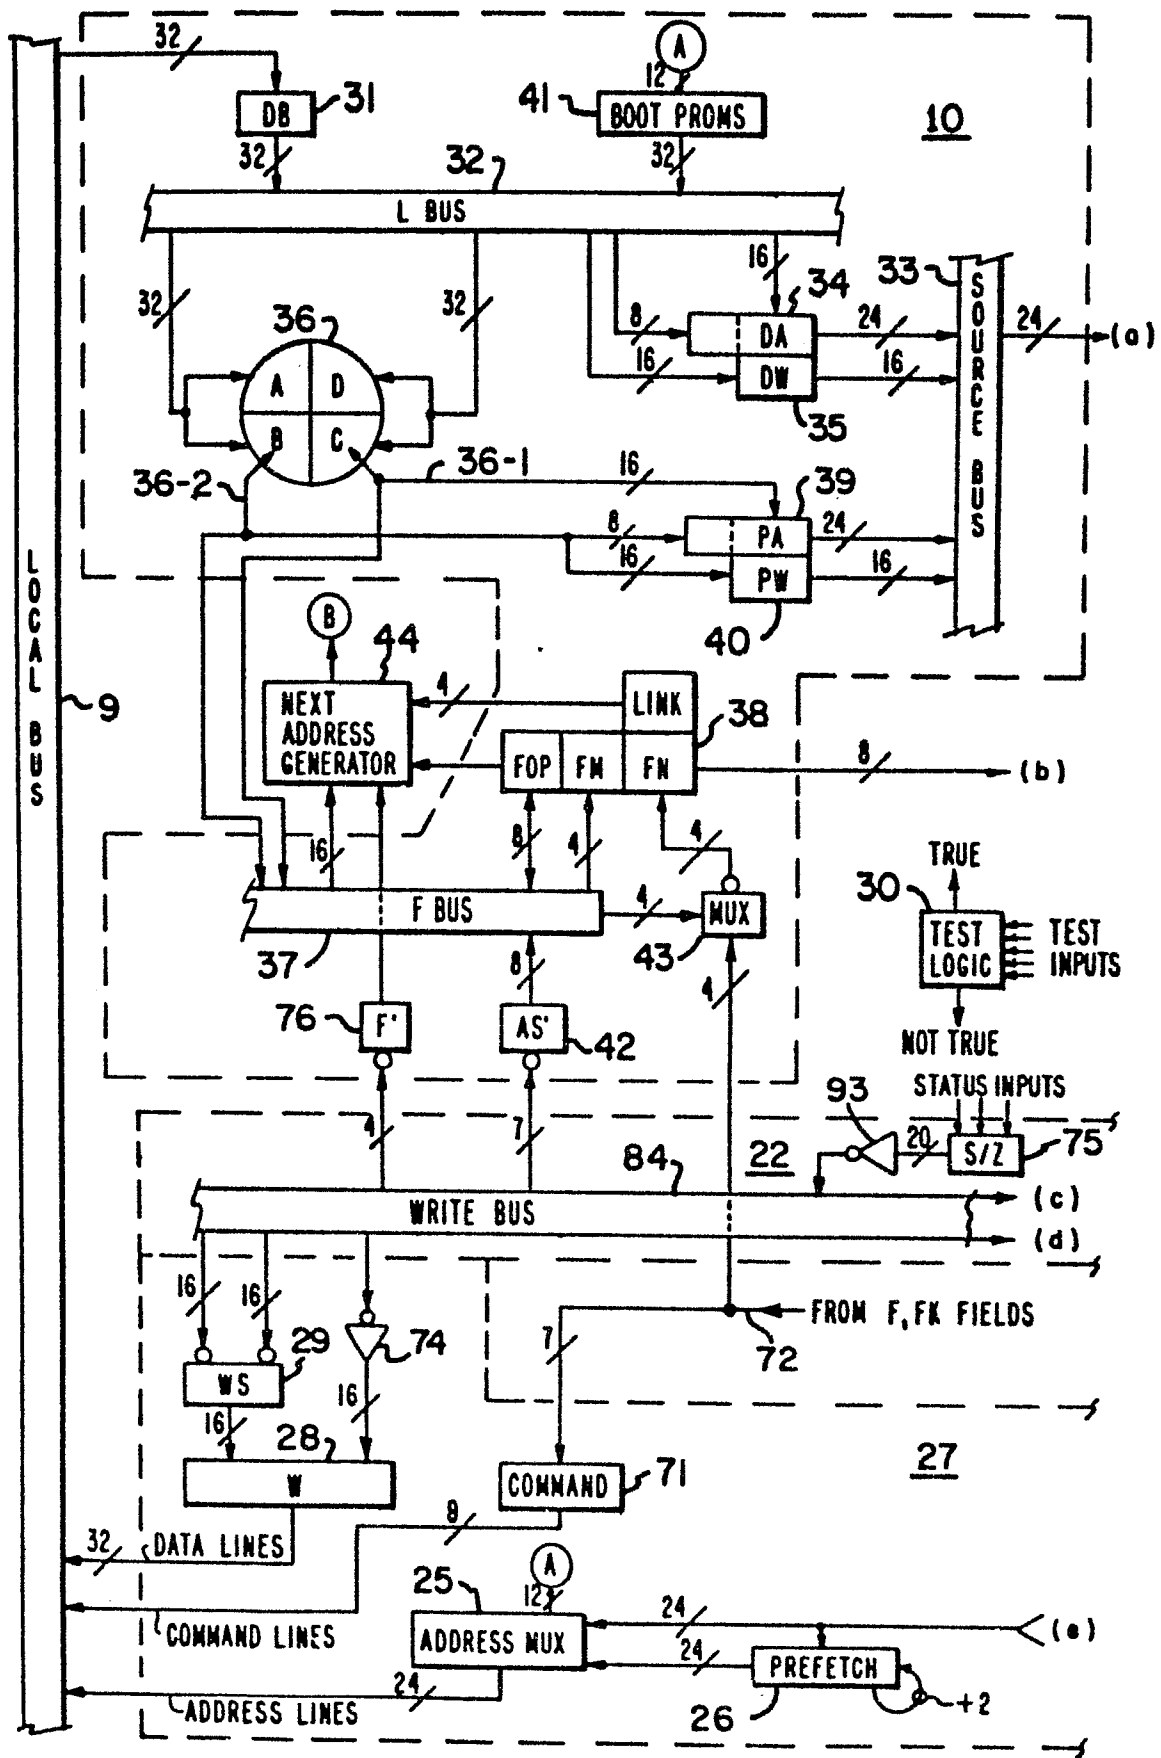 32
A
12
DB
31
41
BOOT PROMS
10
32
32
32
L BUS
16
33
34
32
32
36
8
DA
24
SOURCE BUS
24
(a)
16
DW
16
A
D
35
B
C
36-1
16
36-2
39
8
PA
24
16
PW
16
40
LOCAL BUS
B
44
9
NEXT
ADDRESS
GENERATOR
4
LINK
38
FOP
FM
FN
8
(b)
16
8
4
4
TRUE
30
F BUS
4
MUX
TEST
LOGIC
TEST
INPUTS
37
8
43
4
76
F'
AS'
42
NOT TRUE
STATUS INPUTS
93
4
7
20
S/Z
75
84
22
WRITE BUS
(c)
(d)
16
16
FROM F, FK FIELDS
29
74
7
72
WS
16
16
28
27
W
COMMAND
71
32
DATA LINES
9
A
25
12
COMMAND LINES
ADDRESS MUX
24
(e)
24
PREFETCH
24
ADDRESS LINES
26
+2